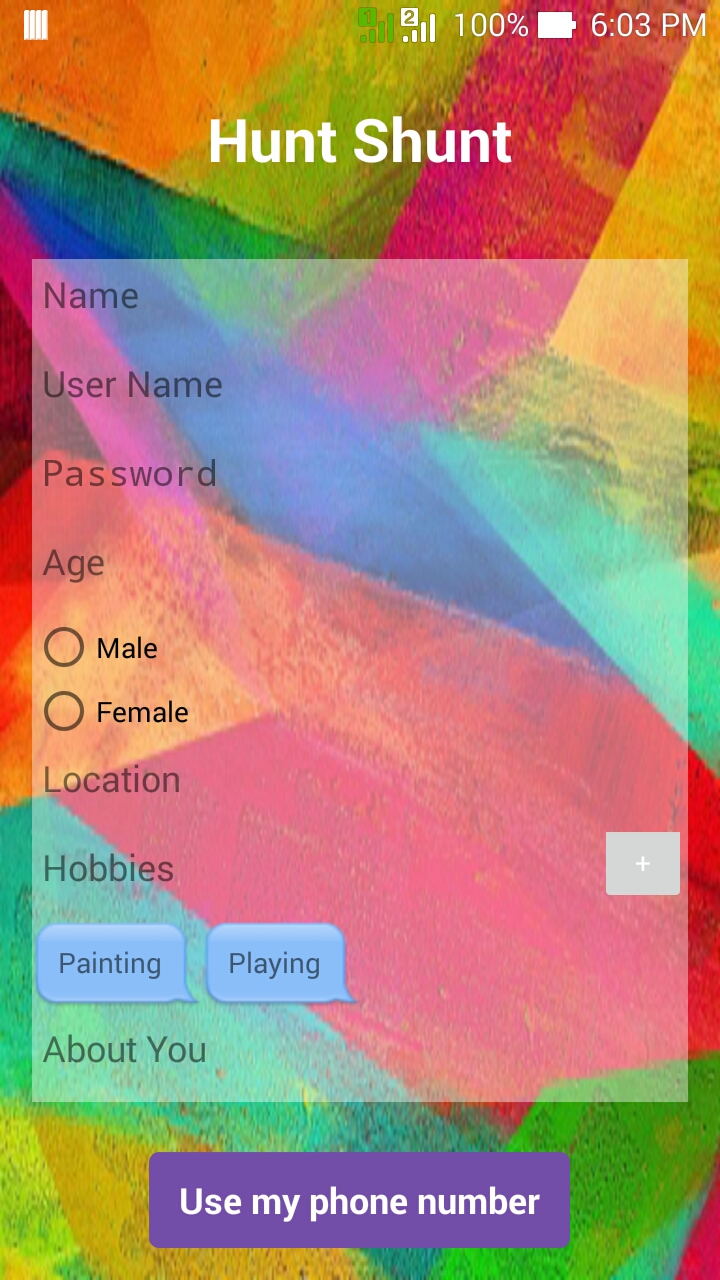 1 2 100% 6:03 PM
Hunt Shunt
Name
User Name
Password
Age
Male
Female
Location
Hobbies +
Painting Playing
About You
Use my phone number